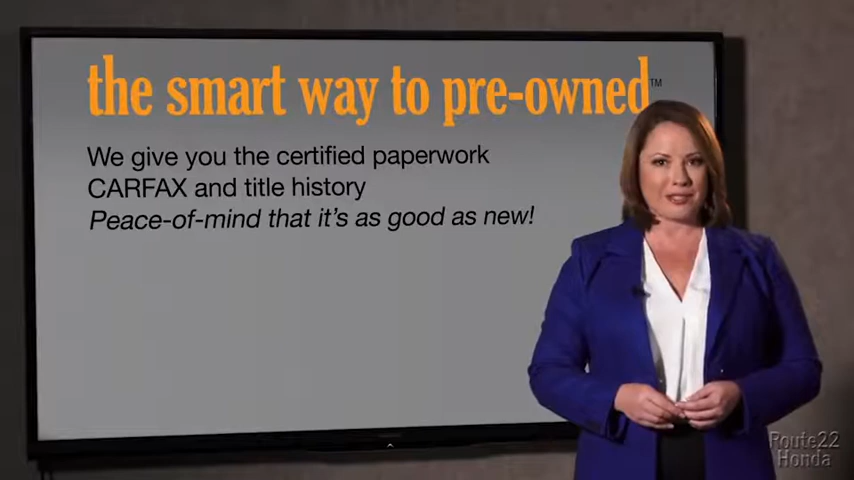 the smart way to pre-owned™
We give you the certified paperwork
CARFAX and title history
Peace-of-mind that it's as good as new!
Route22
Honda